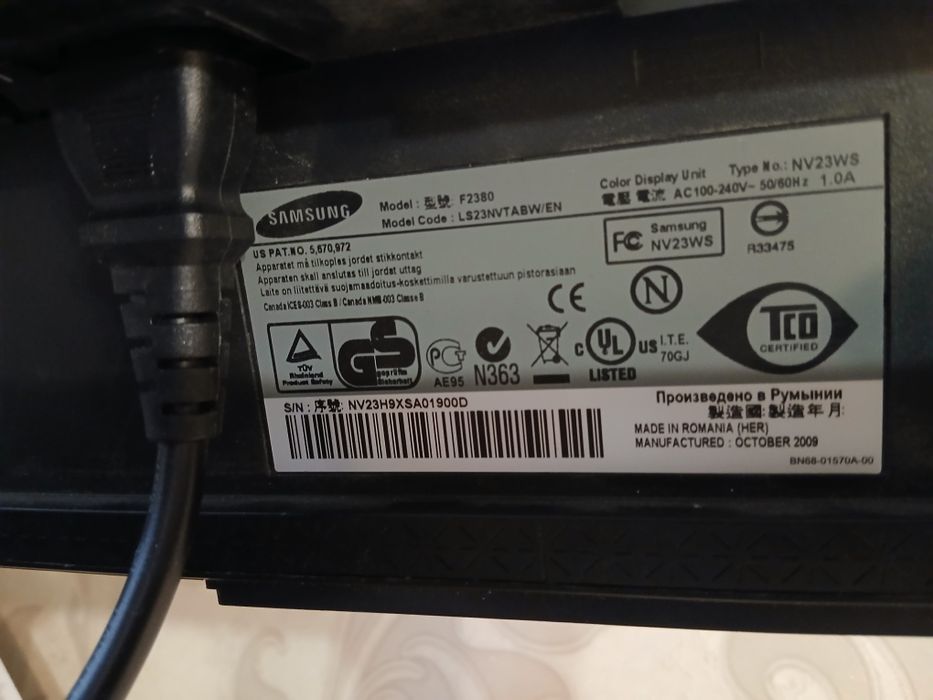 SAMSUNG
Model : 型號: F2380
Model Code : LS23NVTABW/EN
Color Display Unit Type No.: NV23WS
電壓 電流 AC100-240V~ 50/60Hz 1.0A
US PAT.NO. 5,670,972
Apparatet må tilkoples jordet stikkontakt
Apparaten skall anslutas till jordat uttag
Laite on liitettävä suojamaadoitus-koskettimilla varustettuun pistorasiaan
Canada ICES-003 Class B / Canada NMB-003 Classe B
FC Samsung
NV23WS
R33475
CE
N
TÜV
Rheinland
Product Safety
GS
geprüfte
Sicherheit
PCT
AE95
N363
C UL US
LISTED
I.T.E.
70GJ
TCO
CERTIFIED
S/N : 序號: NV23H9XSA01900D
Произведено в Румынии
製造國: 製造年月:
MADE IN ROMANIA (HER)
MANUFACTURED : OCTOBER 2009
BN68-01570A-00